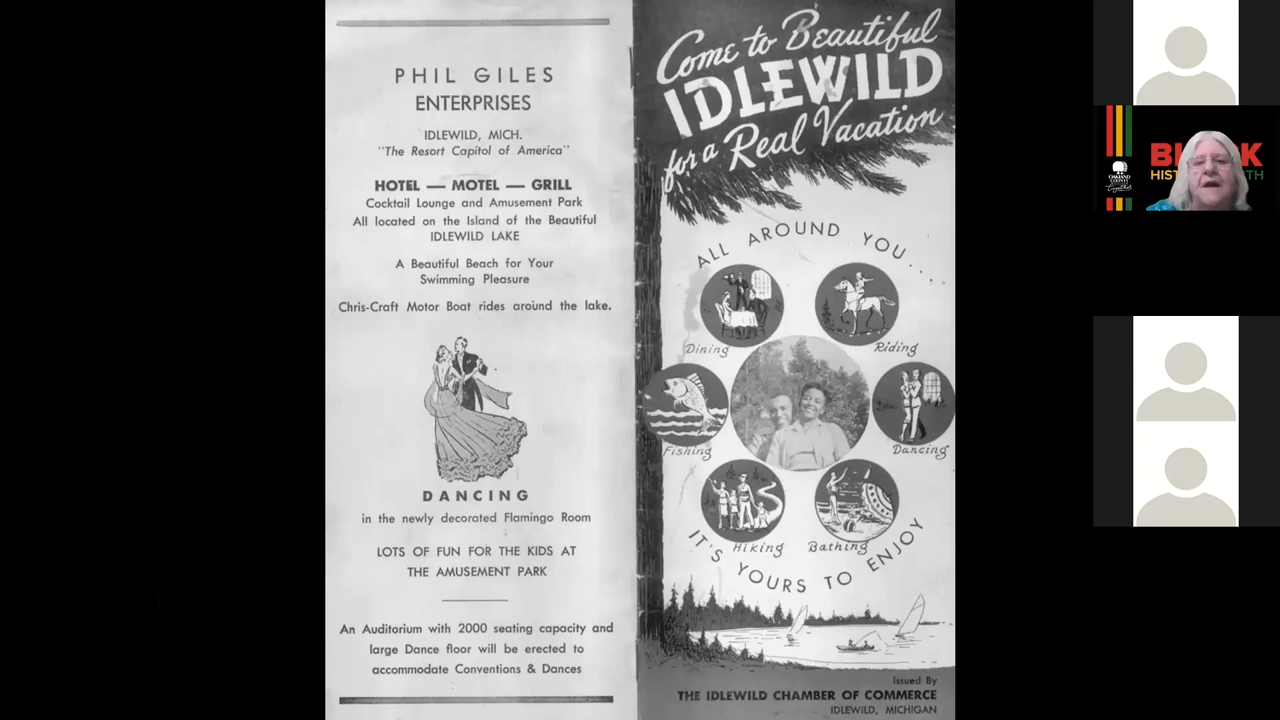 PHIL GILES
ENTERPRISES
IDLEWILD, MICH.
"The Resort Capitol of America"
HOTEL — MOTEL — GRILL
Cocktail Lounge and Amusement Park
All located on the Island of the Beautiful
IDLEWILD LAKE
A Beautiful Beach for Your
Swimming Pleasure
Chris-Craft Motor Boat rides around the lake.
DANCING
in the newly decorated Flamingo Room
LOTS OF FUN FOR THE KIDS AT
THE AMUSEMENT PARK
An Auditorium with 2000 seating capacity and
large Dance floor will be erected to
accommodate Conventions & Dances
Come to Beautiful
IDLEWILD
for a Real Vacation
ALL AROUND YOU...
Dining
Riding
Fishing
Dancing
Hiking
Bathing
IT'S YOURS TO ENJOY
Issued By
THE IDLEWILD CHAMBER OF COMMERCE
IDLEWILD, MICHIGAN
OAKLAND
COUNTY